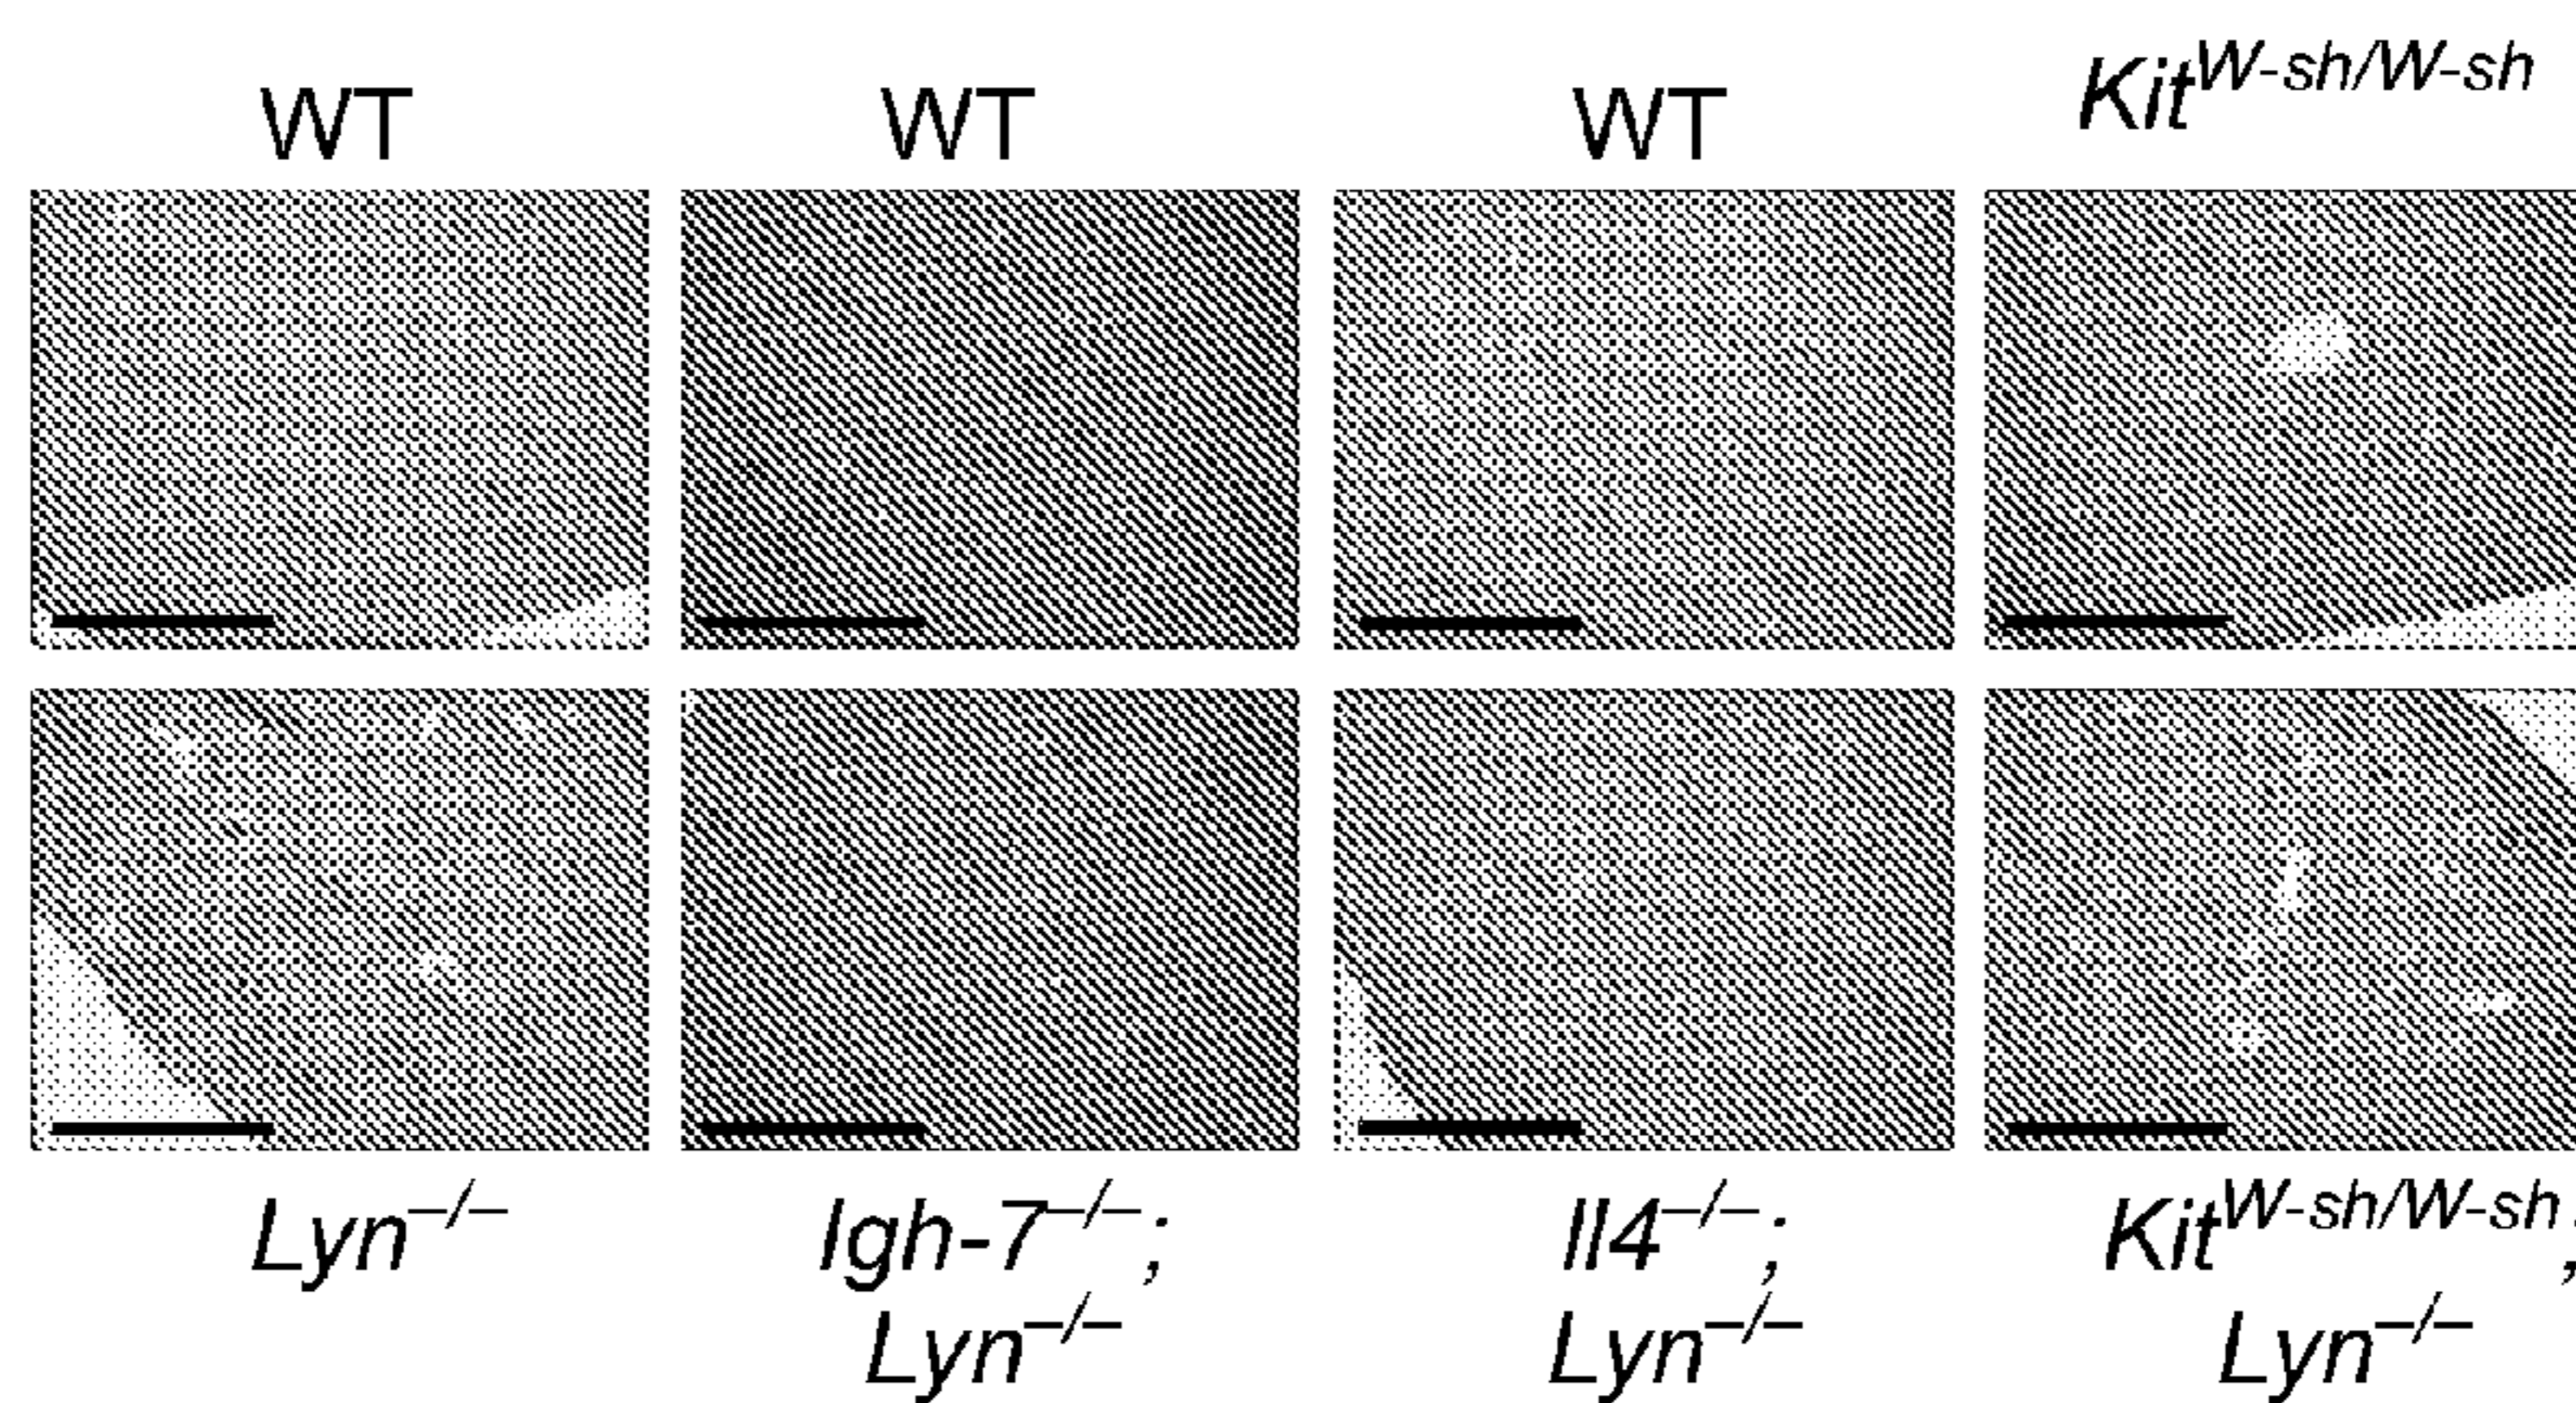 WT WT WT Kit^W-sh/W-sh
Lyn–/– Igh-7–/–; Il4–/–; Kit^W-sh/W-sh;
Lyn–/– Lyn–/– Lyn–/–